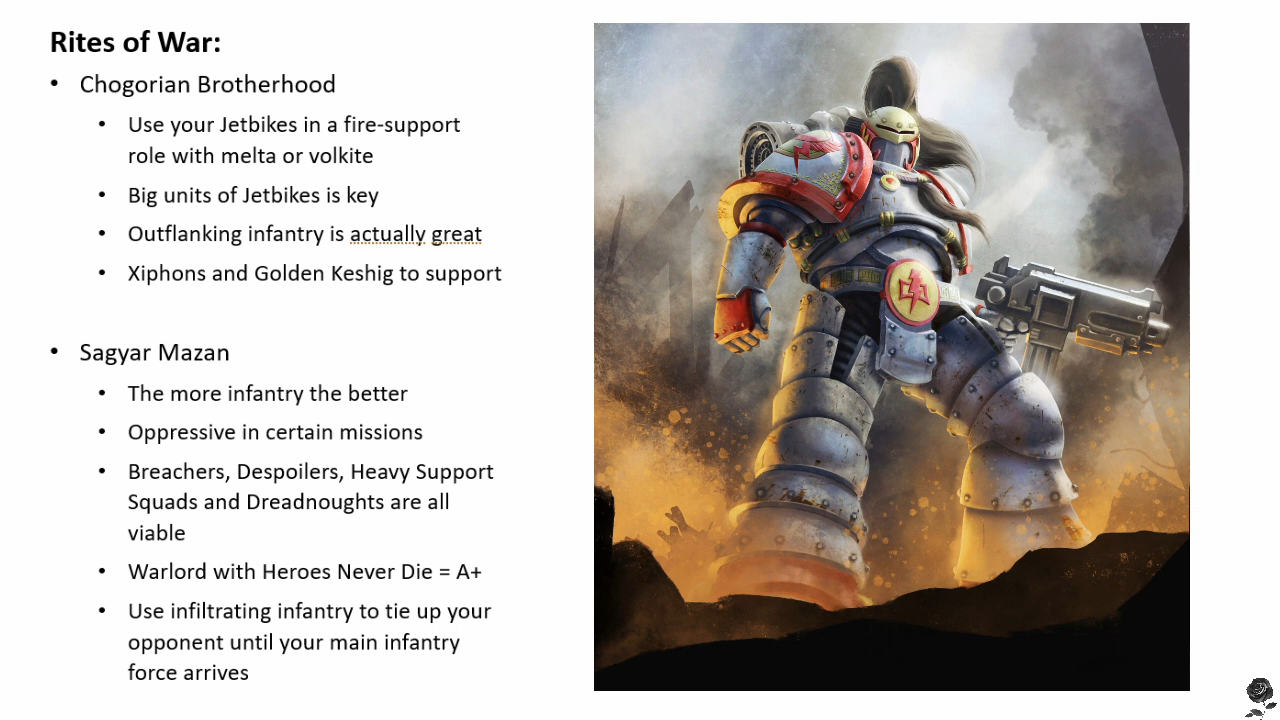 Rites of War:
• Chogorian Brotherhood
• Use your Jetbikes in a fire-support
role with melta or volkite
• Big units of Jetbikes is key
• Outflanking infantry is actually great
• Xiphons and Golden Keshig to support
• Sagyar Mazan
• The more infantry the better
• Oppressive in certain missions
• Breachers, Despoilers, Heavy Support
Squads and Dreadnoughts are all
viable
• Warlord with Heroes Never Die = A+
• Use infiltrating infantry to tie up your
opponent until your main infantry
force arrives